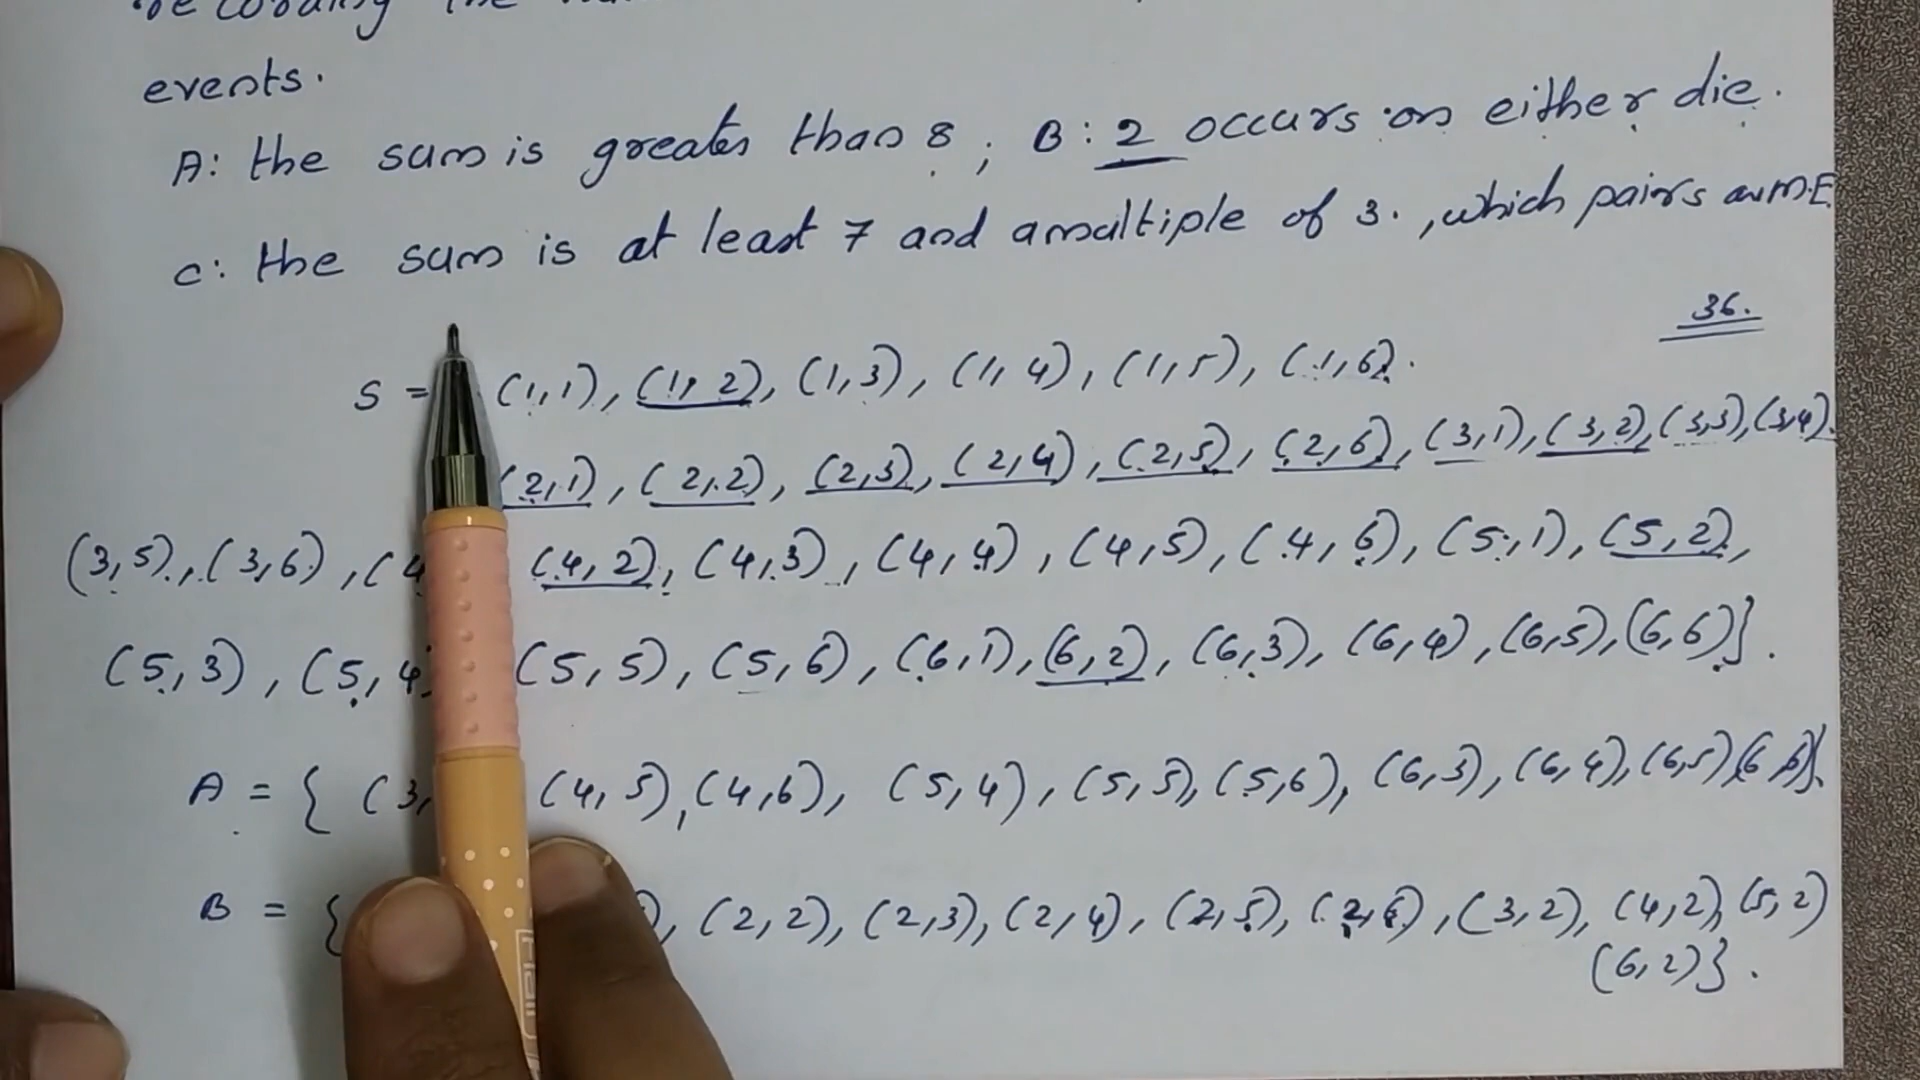 events.
A: the sum is greater than 8 ; B : 2 occurs on either die.
C: the sum is at least 7 and a multiple of 3. , which pairs are M.E
36.
S = (1,1), (1,2), (1,3), (1,4), (1,5), (1,6).
(2,1), (2,2), (2,3), (2,4), (2,5), (2,6), (3,1), (3,2), (3,3), (3,4).
(3,5), (3,6), (4 (4,2), (4,3), (4,4), (4,5), (4,6), (5,1), (5,2),
(5,3), (5,4 (5,5), (5,6), (6,1), (6,2), (6,3), (6,4), (6,5), (6,6)}.
A = { (3, (4,5), (4,6), (5,4), (5,5), (5,6), (6,3), (6,4), (6,5) (6,6)}.
B = { ), (2,2), (2,3), (2,4), (2,5), (2,6), (3,2), (4,2), (5,2)
(6,2)}.